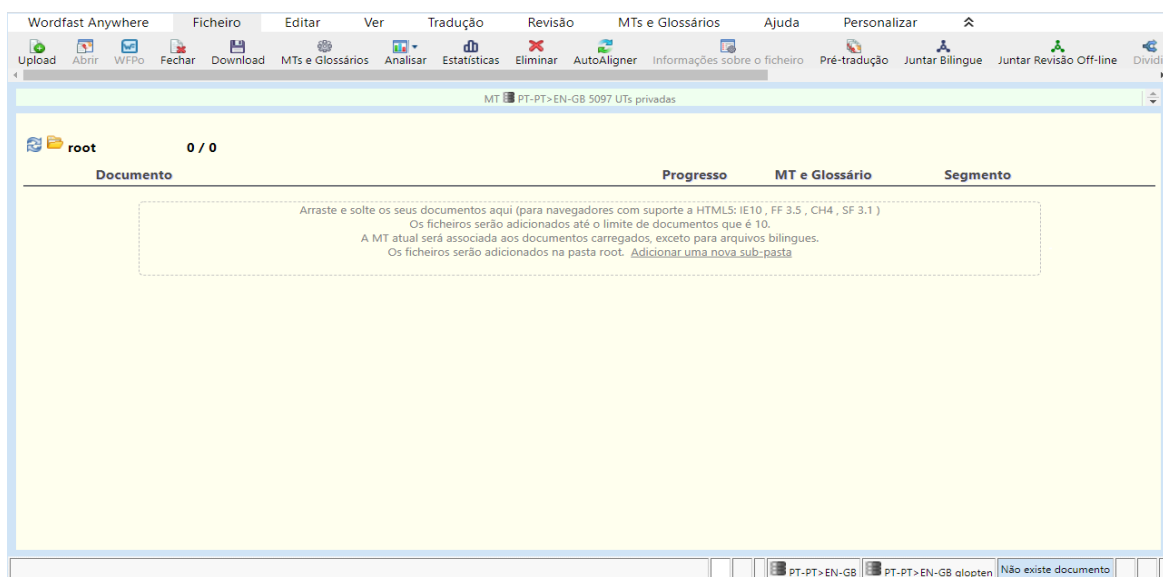 Wordfast Anywhere Ficheiro Editar Ver Tradução Revisão MTs e Glossários Ajuda Personalizar
Upload Abrir WFPo Fechar Download MTs e Glossários Analisar Estatísticas Eliminar AutoAligner Informações sobre o ficheiro Pré-tradução Juntar Bilingue Juntar Revisão Off-line Dividi
MT PT-PT>EN-GB 5097 UTs privadas
root 0 / 0
Documento Progresso MT e Glossário Segmento
Arraste e solte os seus documentos aqui (para navegadores com suporte a HTML5: IE10 , FF 3.5 , CH4 , SF 3.1 )
Os ficheiros serão adicionados até o limite de documentos que é 10.
A MT atual será associada aos documentos carregados, exceto para arquivos bilingues.
Os ficheiros serão adicionados na pasta root. Adicionar uma nova sub-pasta
PT-PT>EN-GB PT-PT>EN-GB glopten Não existe documento